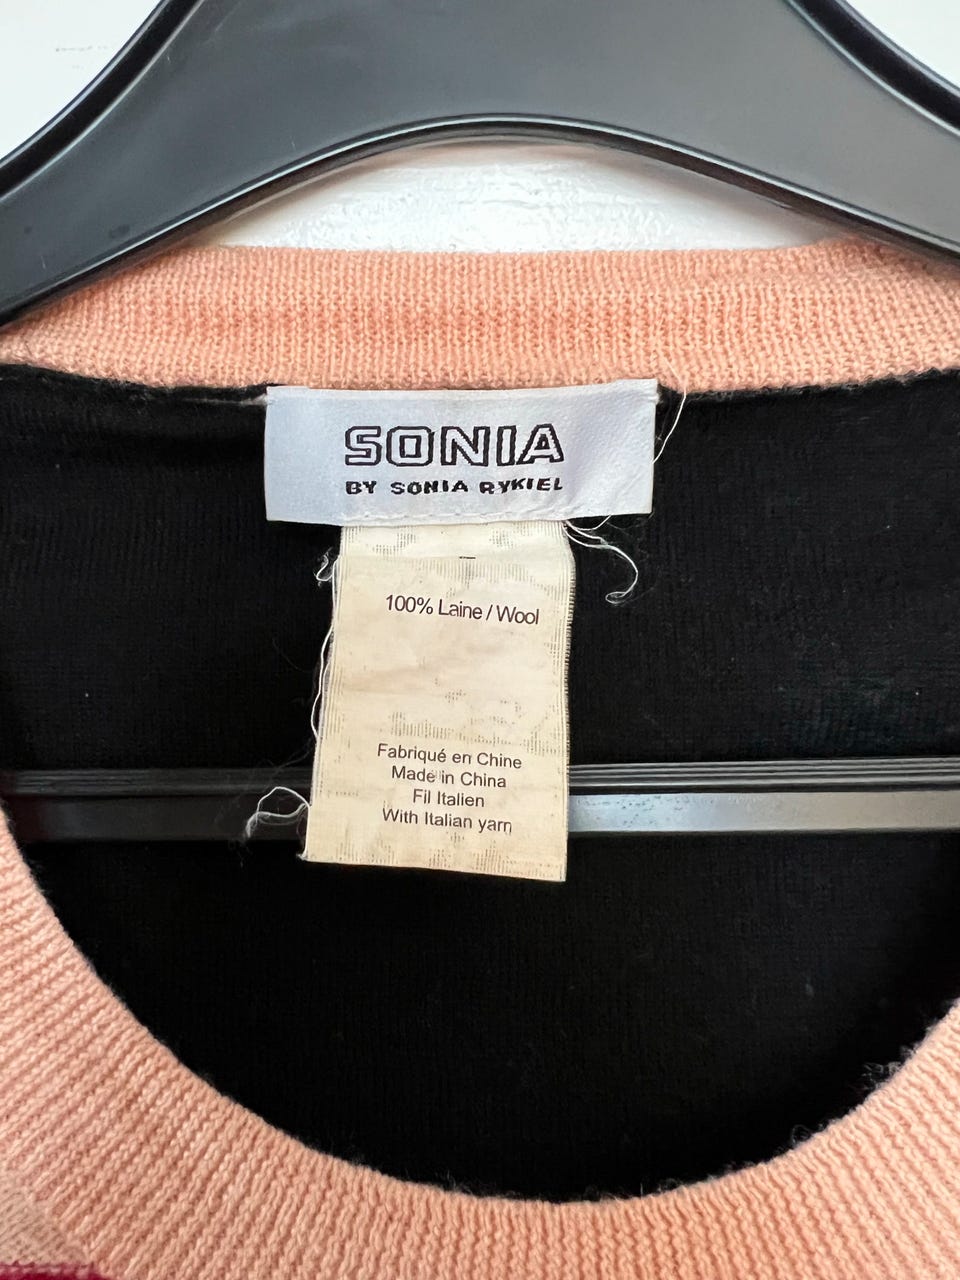 SONIA
BY SONIA RYKIEL
100% Laine / Wool
Fabriqué en Chine
Made in China
Fil Italien
With Italian yarn